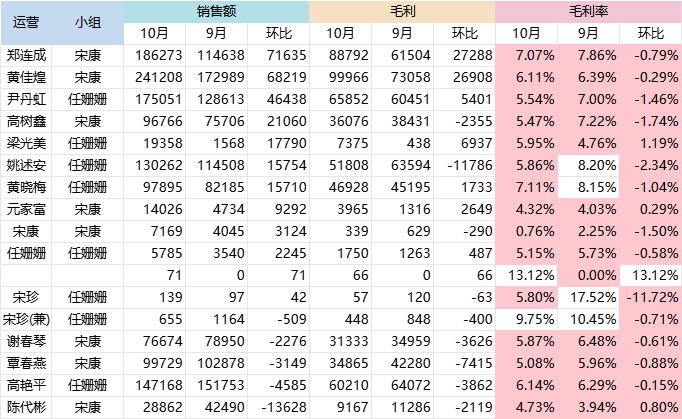 运营 小组 销售额 毛利 毛利率
10月 9月 环比 10月 9月 环比 10月 9月 环比
郑连成 宋康 186273 114638 71635 88792 61504 27288 7.07% 7.86% -0.79%
黄佳煌 宋康 241208 172989 68219 99966 73058 26908 6.11% 6.39% -0.29%
尹丹虹 任姗姗 175051 128613 46438 65852 60451 5401 5.54% 7.00% -1.46%
高树鑫 宋康 96766 75706 21060 36076 38431 -2355 5.47% 7.22% -1.74%
梁光美 任姗姗 19358 1568 17790 7375 438 6937 5.95% 4.76% 1.19%
姚述安 任姗姗 130262 114508 15754 51808 63594 -11786 5.86% 8.20% -2.34%
黄晓梅 任姗姗 97895 82185 15710 46928 45195 1733 7.11% 8.15% -1.04%
元家富 宋康 14026 4734 9292 3965 1316 2649 4.32% 4.03% 0.29%
宋康 宋康 7169 4045 3124 339 629 -290 0.76% 2.25% -1.50%
任姗姗 任姗姗 5785 3540 2245 1750 1263 487 5.15% 5.73% -0.58%
71 0 71 66 0 66 13.12% 0.00% 13.12%
宋珍 任姗姗 139 97 42 57 120 -63 5.80% 17.52% -11.72%
宋珍(兼) 任姗姗 655 1164 -509 448 848 -400 9.75% 10.45% -0.71%
谢春琴 宋康 76674 78950 -2276 31333 34959 -3626 5.87% 6.48% -0.61%
覃春燕 宋康 99729 102878 -3149 34865 42280 -7415 5.08% 5.96% -0.88%
高艳平 任姗姗 147168 151753 -4585 60210 64072 -3862 6.14% 6.29% -0.15%
陈代彬 宋康 28862 42490 -13628 9167 11286 -2119 4.73% 3.94% 0.80%